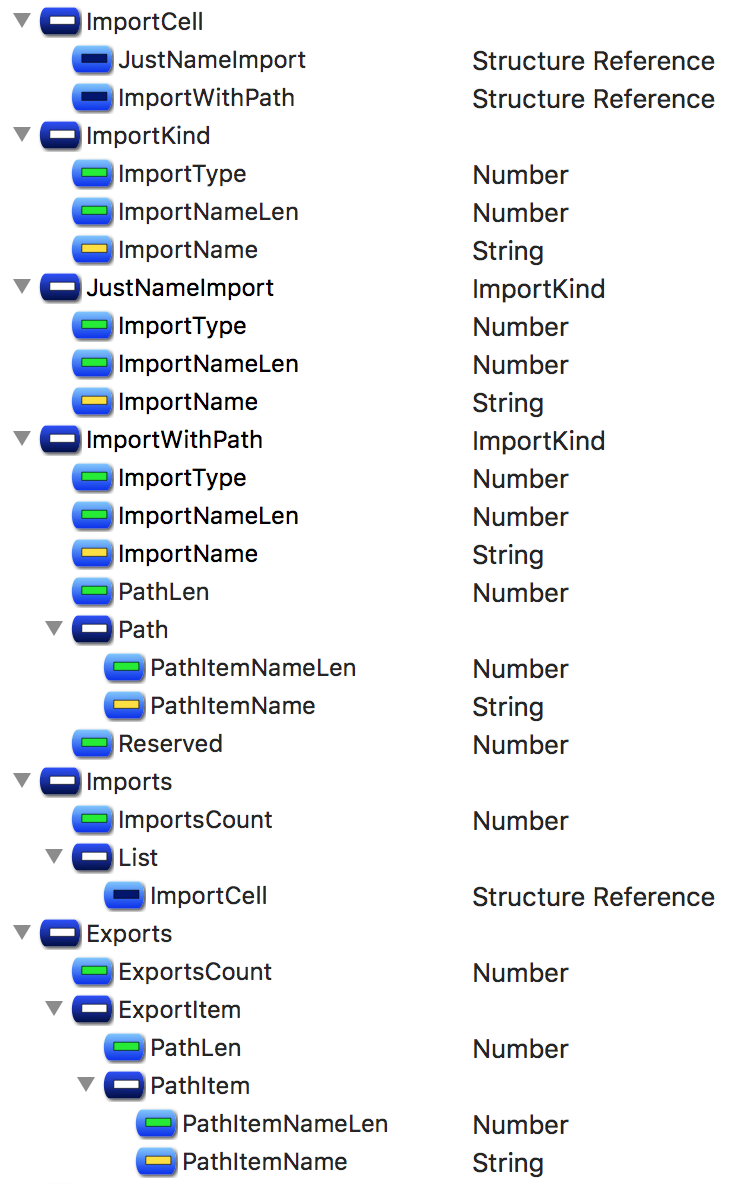 ImportCell
JustNameImport Structure Reference
ImportWithPath Structure Reference
ImportKind
ImportType Number
ImportNameLen Number
ImportName String
JustNameImport ImportKind
ImportType Number
ImportNameLen Number
ImportName String
ImportWithPath ImportKind
ImportType Number
ImportNameLen Number
ImportName String
PathLen Number
Path
PathItemNameLen Number
PathItemName String
Reserved Number
Imports
ImportsCount Number
List
ImportCell Structure Reference
Exports
ExportsCount Number
ExportItem
PathLen Number
PathItem
PathItemNameLen Number
PathItemName String